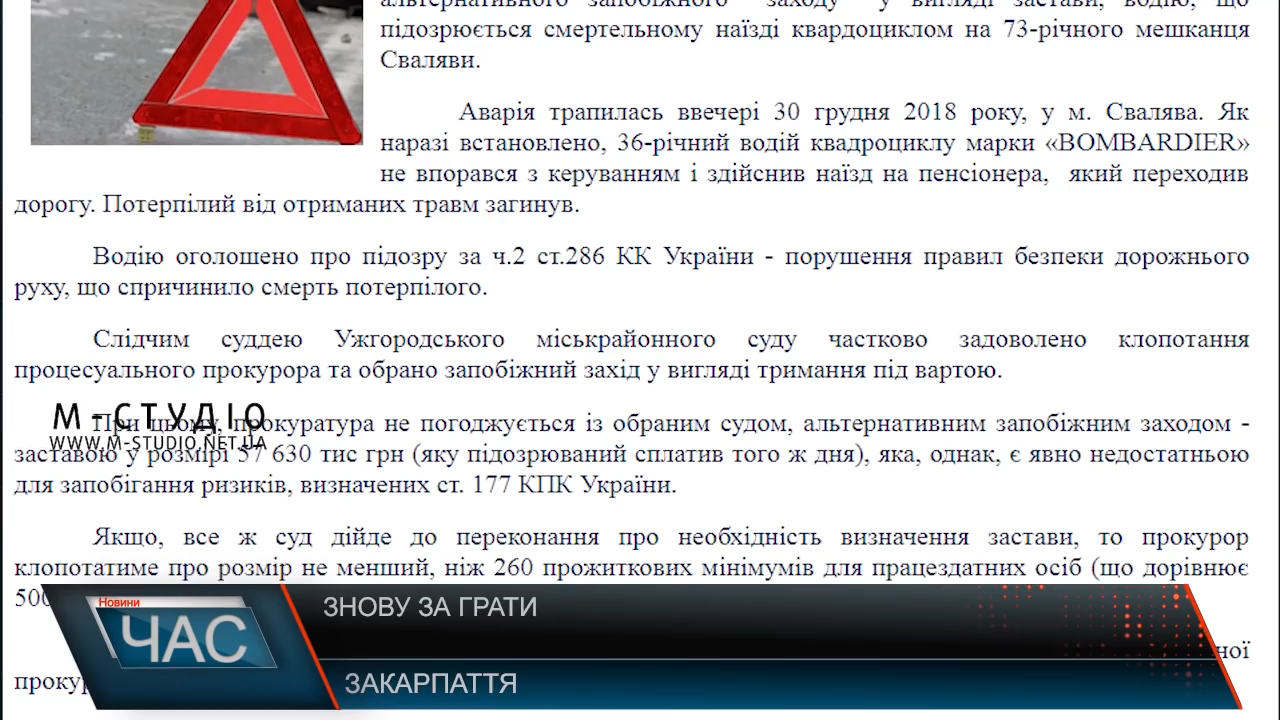 альтернативного запобіжного заходу у вигляді застави, водію, що
підозрюється смертельному наїзді квардоциклом на 73-річного мешканця
Сваляви.
Аварія трапилась ввечері 30 грудня 2018 року, у м. Свалява. Як
наразі встановлено, 36-річний водій квадроциклу марки «BOMBARDIER»
не впорався з керуванням і здійснив наїзд на пенсіонера, який переходив
дорогу. Потерпілий від отриманих травм загинув.
Водію оголошено про підозру за ч.2 ст.286 КК України - порушення правил безпеки дорожнього
руху, що спричинило смерть потерпілого.
Слідчим суддею Ужгородського міськрайонного суду частково задоволено клопотання
процесуального прокурора та обрано запобіжний захід у вигляді тримання під вартою.
М-СТУДІО
При цьому, прокуратура не погоджується із обраним судом, альтернативним запобіжним заходом -
WWW.M-STUDIO.NET.UA
заставою у розмірі 57 630 тис грн (яку підозрюваний сплатив того ж дня), яка, однак, є явно недостатньою
для запобігання ризиків, визначених ст. 177 КПК України.
Якщо, все ж суд дійде до переконання про необхідність визначення застави, то прокурор
клопотатиме про розмір не менший, ніж 260 прожиткових мінімумів для працездатних осіб (що дорівнює
Новини
ЧАС
ЗНОВУ ЗА ГРАТИ
ЗАКАРПАТТЯ